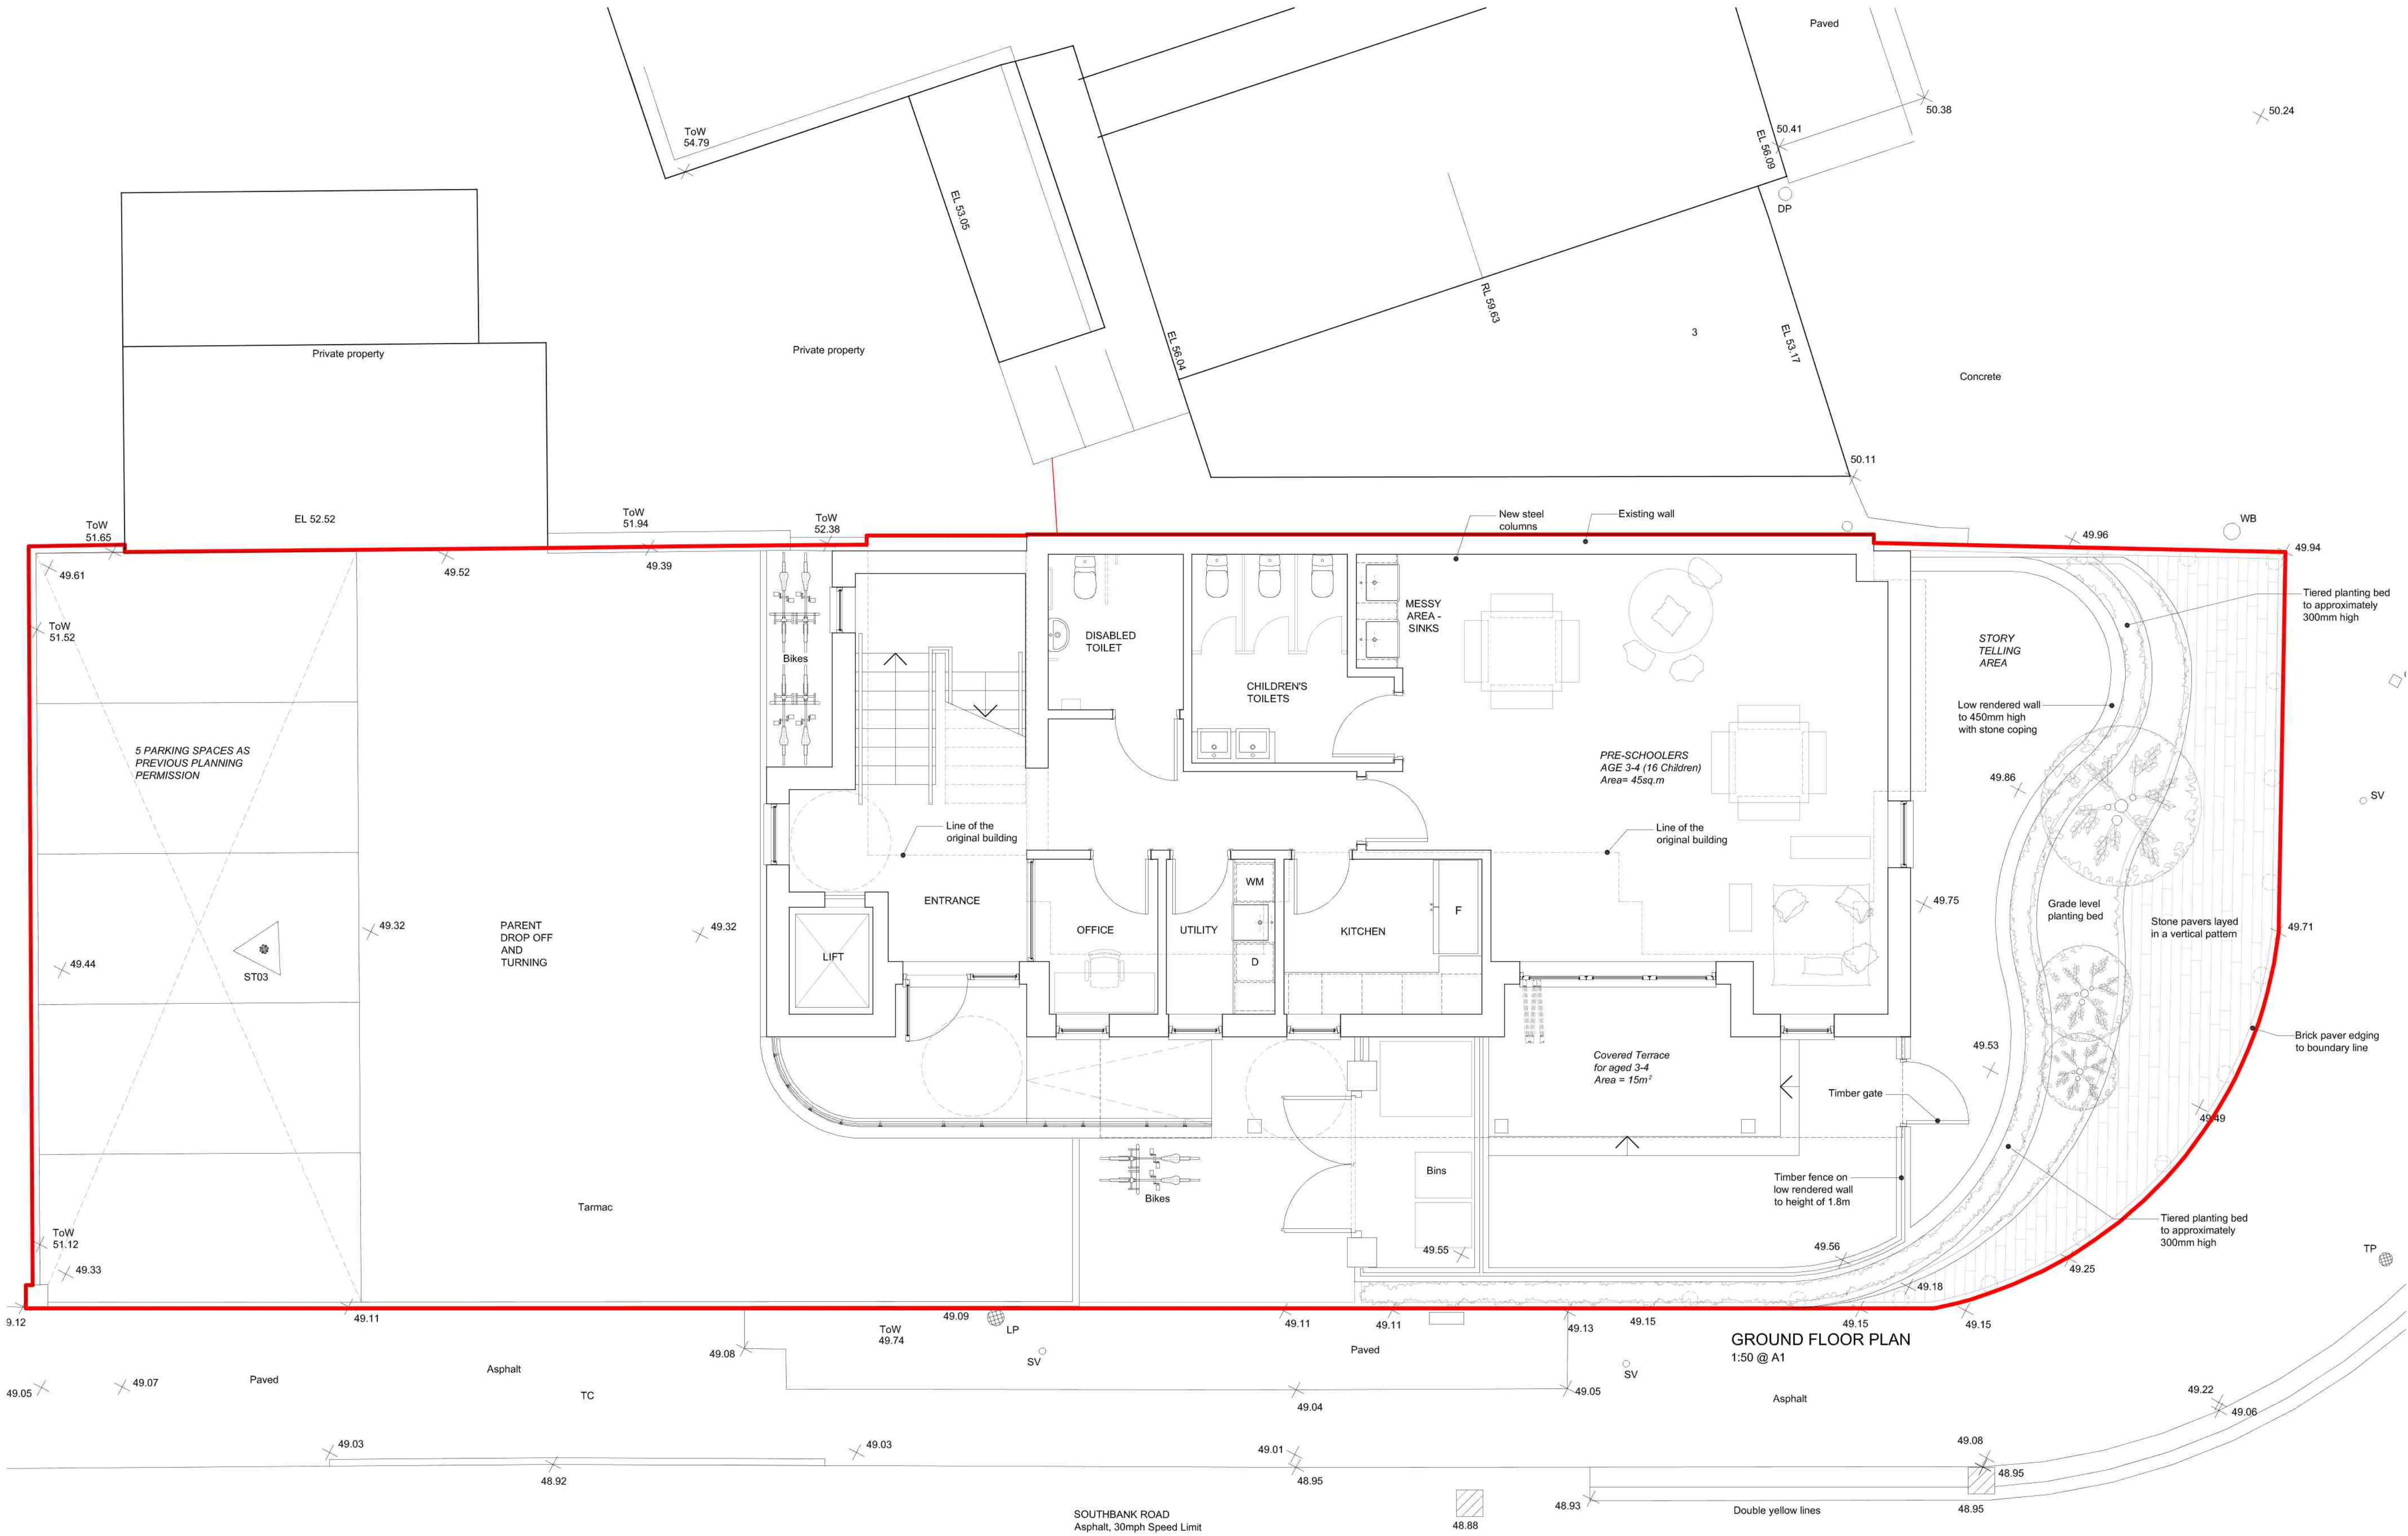 Paved
50.38
50.24
ToW
54.79
50.41
EL 56.09
DP
EL 53.05
RL 59.63
3
EL 53.17
EL 56.04
Private property
Private property
Concrete
50.11
EL 52.52
ToW
51.65
ToW
51.94
ToW
52.38
New steel
columns
Existing wall
WB
49.96
49.94
49.61
49.52
49.39
ToW
51.52
Bikes
DISABLED
TOILET
CHILDREN'S
TOILETS
MESSY
AREA -
SINKS
STORY
TELLING
AREA
Tiered planting bed
to approximately
300mm high
Low rendered wall
to 450mm high
with stone coping
5 PARKING SPACES AS
PREVIOUS PLANNING
PERMISSION
PRE-SCHOOLERS
AGE 3-4 (16 Children)
Area= 45sq.m
49.86
SV
Line of the
original building
Line of the
original building
WM
ENTRANCE
OFFICE
UTILITY
KITCHEN
F
D
LIFT
49.75
Grade level
planting bed
Stone pavers layed
in a vertical pattern
49.71
49.32
PARENT
DROP OFF
AND
TURNING
49.32
49.44
ST03
Brick paver edging
to boundary line
49.53
Covered Terrace
for aged 3-4
Area = 15m²
Timber gate
49.49
Bins
Bikes
Timber fence on
low rendered wall
to height of 1.8m
Tarmac
Tiered planting bed
to approximately
300mm high
ToW
51.12
49.33
49.55
49.56
49.18
49.25
TP
9.12
49.11
49.09
LP
ToW
49.74
49.11
49.11
49.13
49.15
49.15
49.15
GROUND FLOOR PLAN
1:50 @ A1
49.08
SV
Paved
SV
49.05
49.07
Paved
Asphalt
TC
49.04
49.05
Asphalt
49.22
49.06
49.03
49.03
49.01
49.08
48.92
48.95
48.95
48.93
Double yellow lines
48.95
SOUTHBANK ROAD
Asphalt, 30mph Speed Limit
48.88